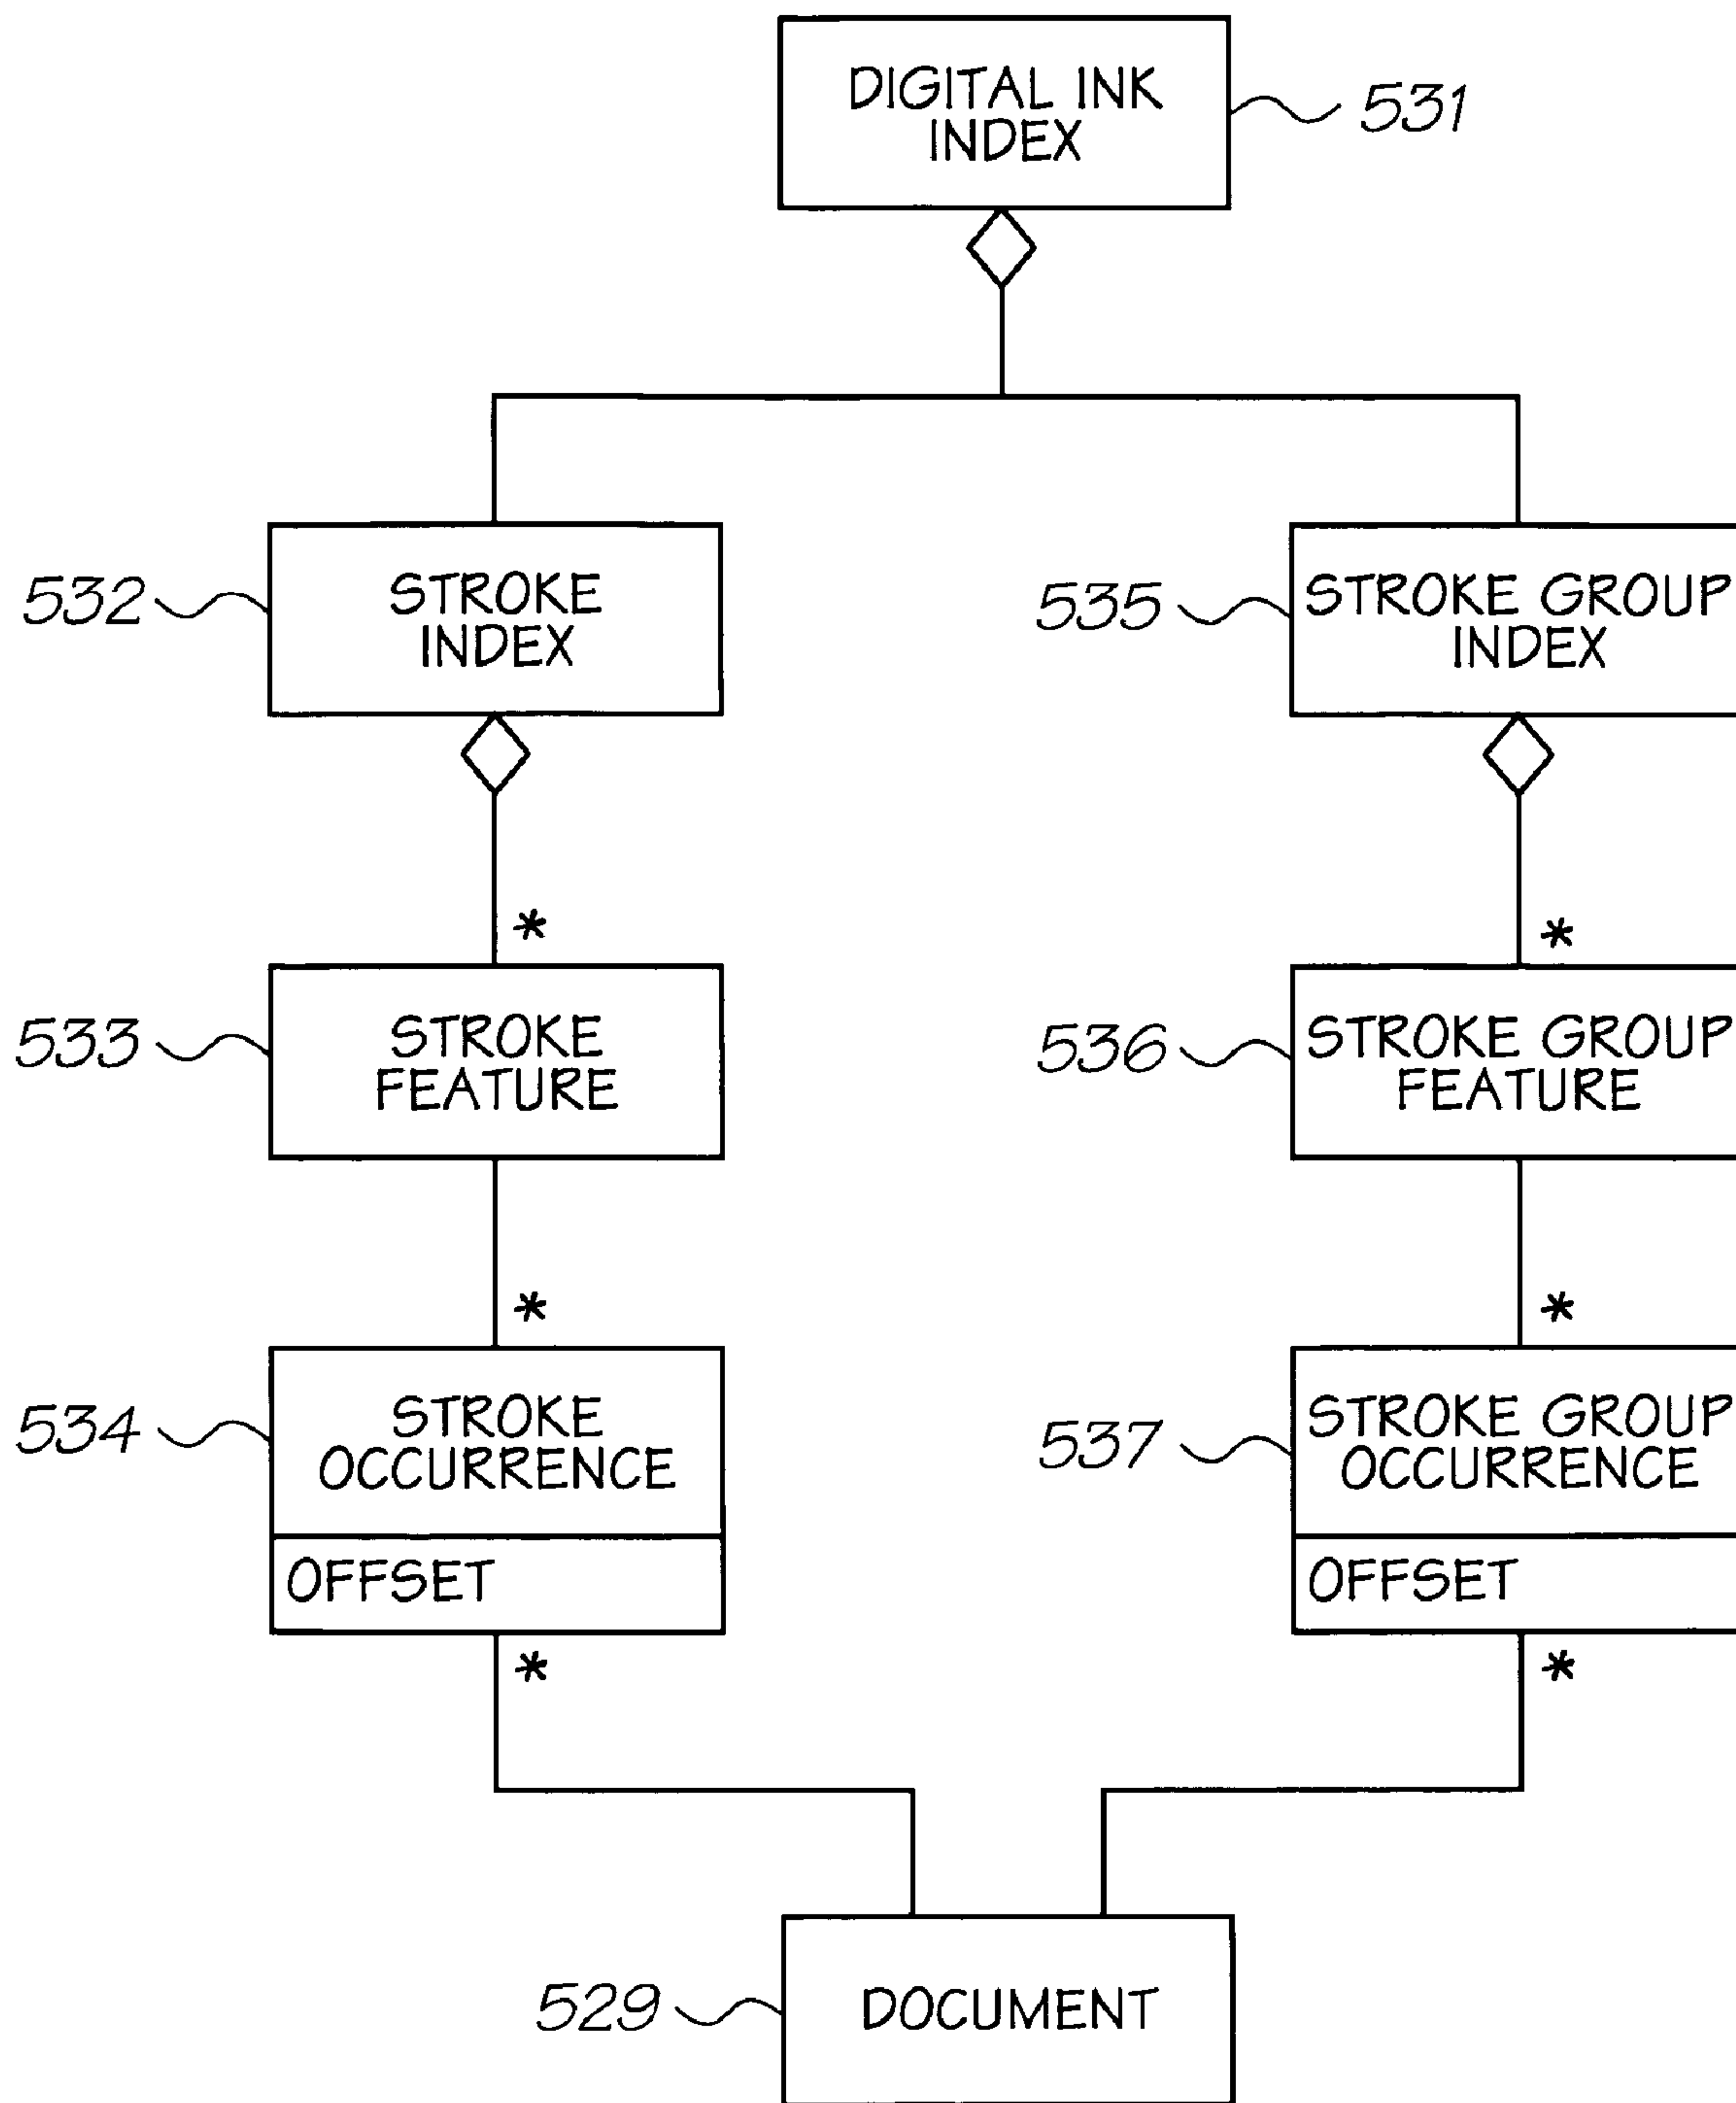 DIGITAL INK
INDEX
531
532
STROKE
INDEX
535
STROKE GROUP
INDEX
*
*
533
STROKE
FEATURE
536
STROKE GROUP
FEATURE
*
*
534
STROKE
OCCURRENCE
OFFSET
537
STROKE GROUP
OCCURRENCE
OFFSET
*
*
529
DOCUMENT